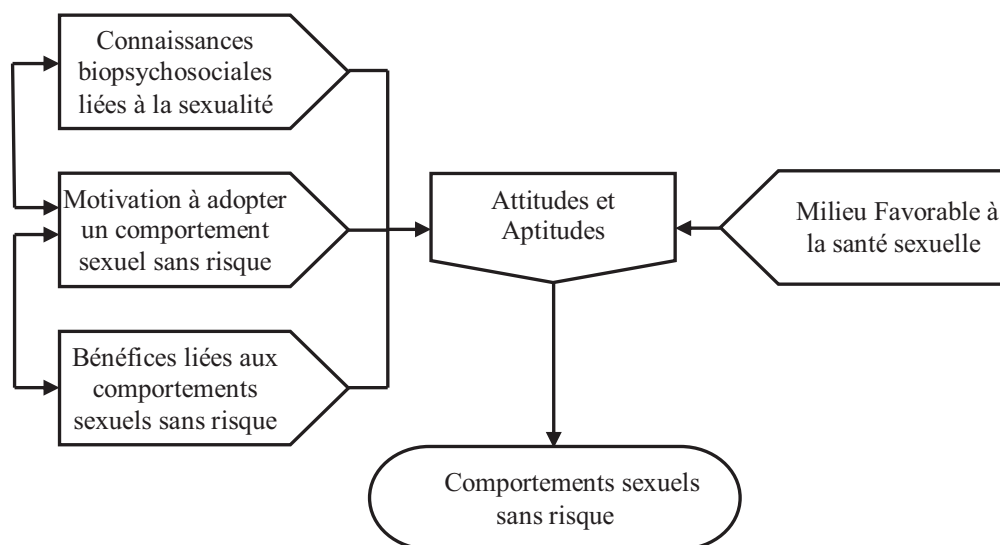 Connaissances
biopsychosociales
liées à la sexualité
Motivation à adopter
un comportement
sexuel sans risque
Bénéfices liées aux
comportements
sexuels sans risque
Attitudes et
Aptitudes
Milieu Favorable à
la santé sexuelle
Comportements sexuels
sans risque